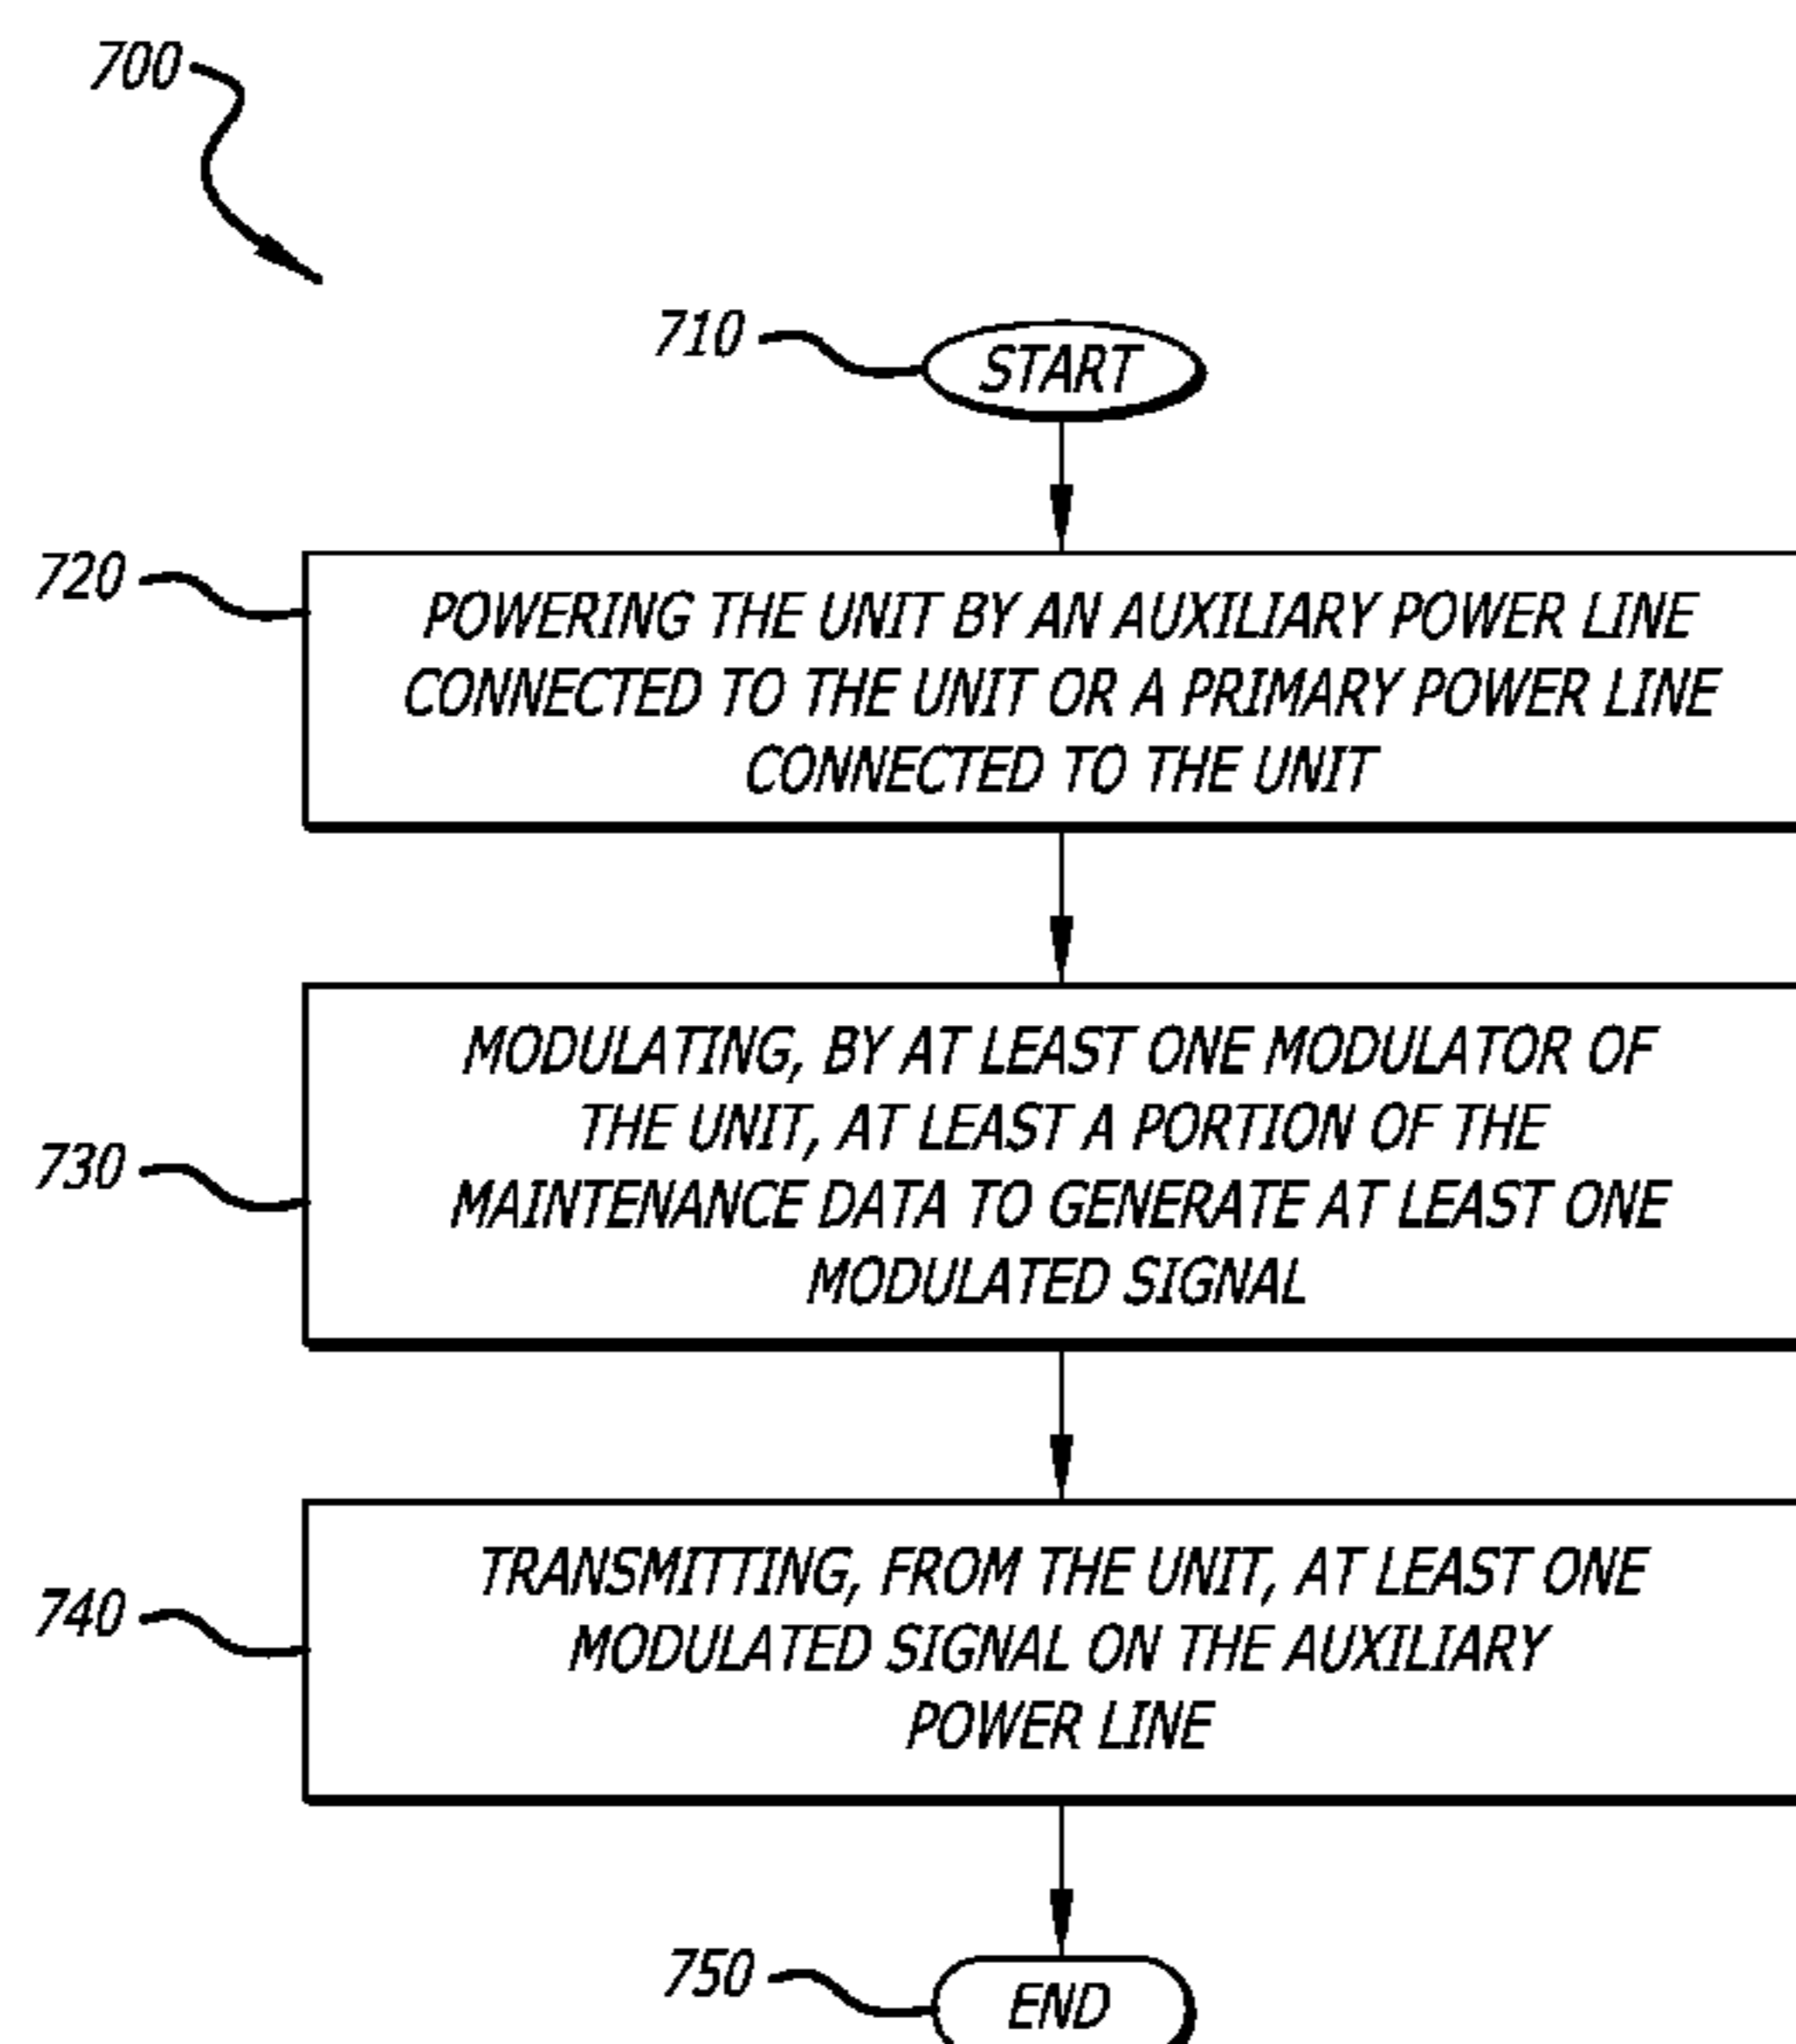 700
710
START
720
POWERING THE UNIT BY AN AUXILIARY POWER LINE
CONNECTED TO THE UNIT OR A PRIMARY POWER LINE
CONNECTED TO THE UNIT
730
MODULATING, BY AT LEAST ONE MODULATOR OF
THE UNIT, AT LEAST A PORTION OF THE
MAINTENANCE DATA TO GENERATE AT LEAST ONE
MODULATED SIGNAL
740
TRANSMITTING, FROM THE UNIT, AT LEAST ONE
MODULATED SIGNAL ON THE AUXILIARY
POWER LINE
750
END